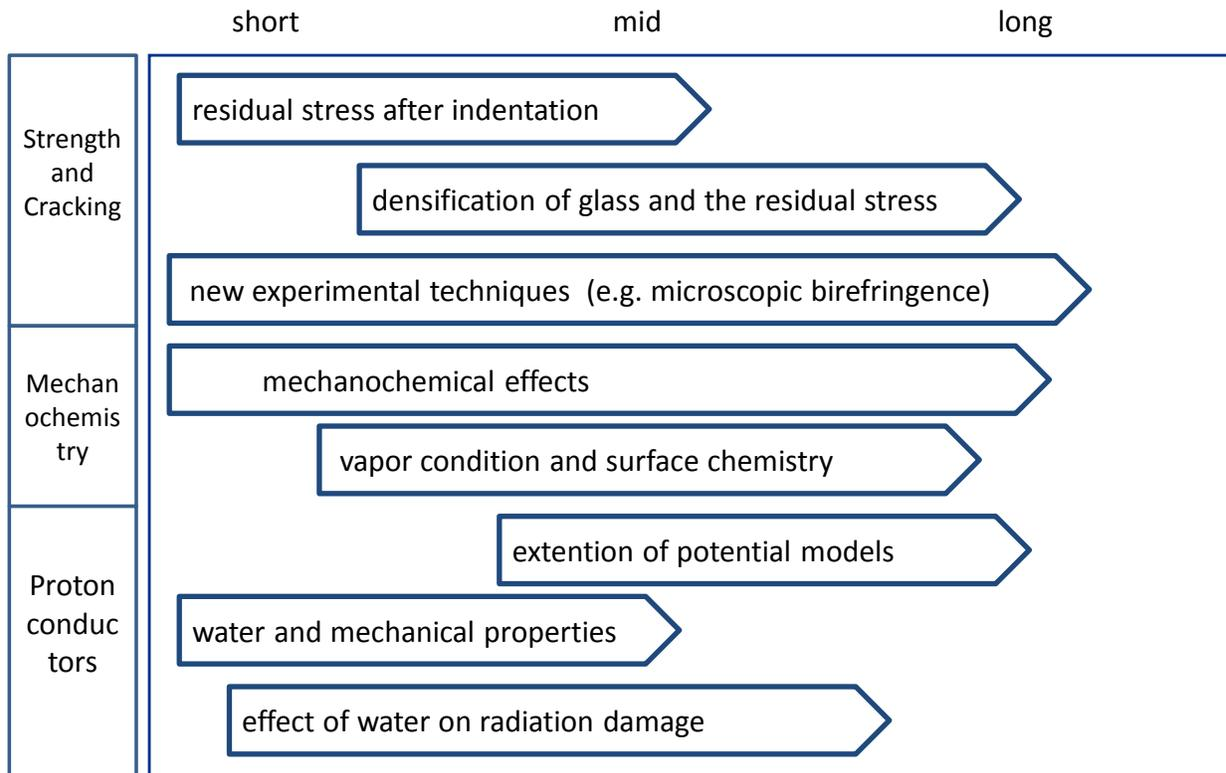 short mid long
Strength
and
Cracking
residual stress after indentation
densification of glass and the residual stress
new experimental techniques (e.g. microscopic birefringence)
Mechan
ochemis
try
mechanochemical effects
vapor condition and surface chemistry
Proton
conduc
tors
extention of potential models
water and mechanical properties
effect of water on radiation damage